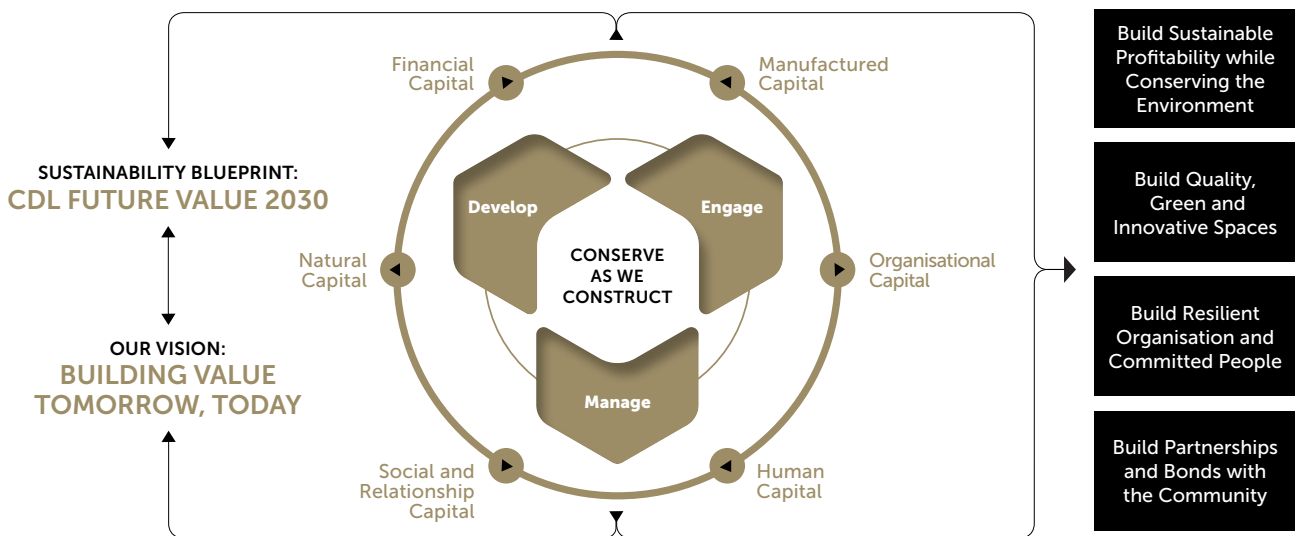 SUSTAINABILITY BLUEPRINT:
CDL FUTURE VALUE 2030
OUR VISION:
BUILDING VALUE
TOMORROW, TODAY
Financial
Capital
Manufactured
Capital
Natural
Capital
Organisational
Capital
Social and
Relationship
Capital
Human
Capital
Develop
Engage
CONSERVE
AS WE
CONSTRUCT
Manage
Build Sustainable
Profitability while
Conserving the
Environment
Build Quality,
Green and
Innovative Spaces
Build Resilient
Organisation and
Committed People
Build Partnerships
and Bonds with
the Community